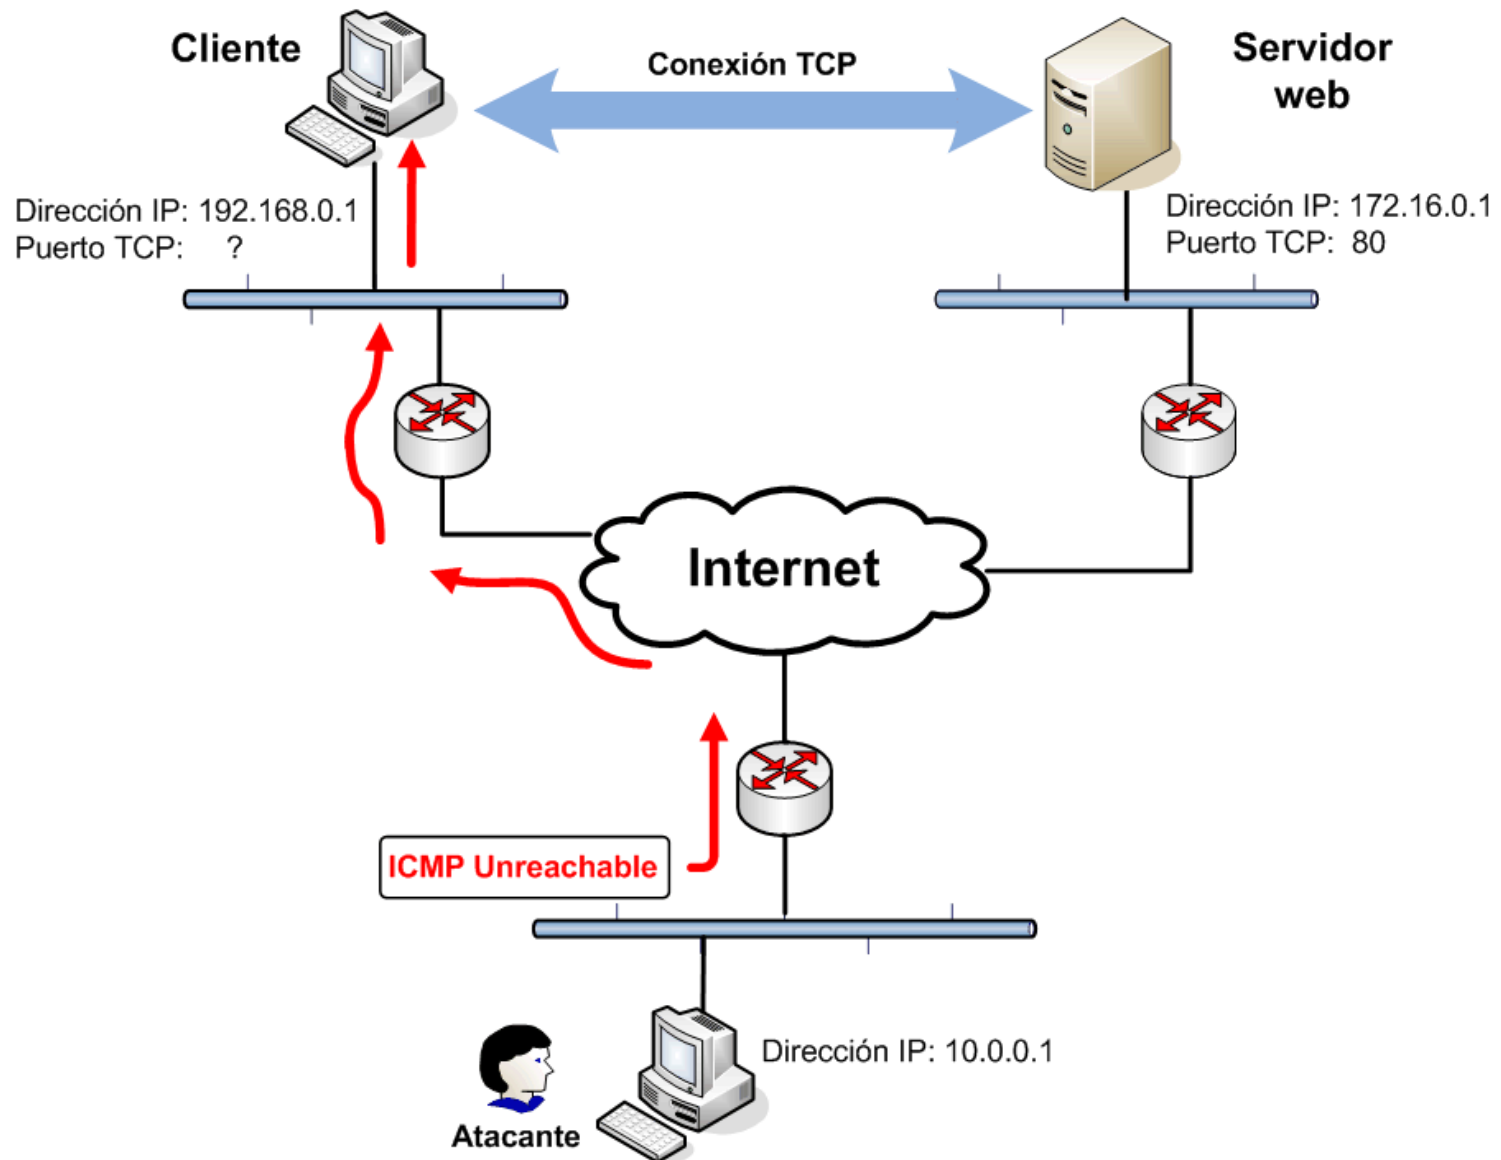 Cliente
Conexión TCP
Servidor
web
Dirección IP: 192.168.0.1
Puerto TCP: ?
Dirección IP: 172.16.0.1
Puerto TCP: 80
Internet
ICMP Unreachable
Dirección IP: 10.0.0.1
Atacante